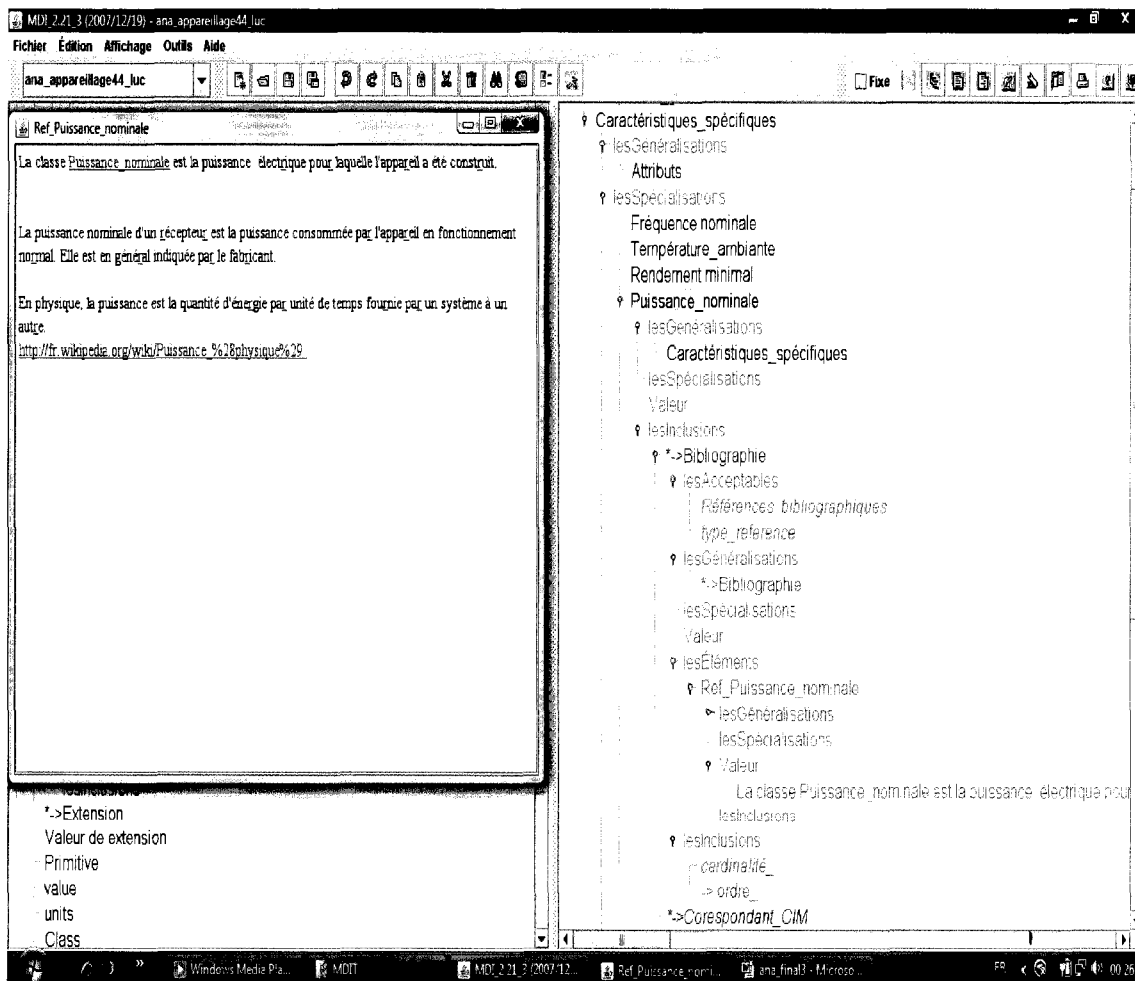 MDI_2.21_3 (2007/12/19) - ana_appareillage44_luc
Fichier Édition Affichage Outils Aide
ana_appareillage44_luc
Fixe
Ref_Puissance_nominale
La classe Puissance_nominale est la puissance électrique pour laquelle l'appareil a été construit.
La puissance nominale d'un récepteur est la puissance consommée par l'appareil en fonctionnement
normal. Elle est en général indiquée par le fabricant.
En physique, la puissance est la quantité d'énergie par unité de temps fournie par un système à un
autre.
http://fr.wikipedia.org/wiki/Puissance_%28physique%29
lesInclusions
*->Extension
Valeur de extension
Primitive
value
units
Class
Caractéristiques_spécifiques
lesGénéralisations
Attributs
lesSpécialisations
Fréquence nominale
Température_ambiante
Rendement minimal
Puissance_nominale
lesGénéralisations
Caractéristiques_spécifiques
lesSpécialisations
Valeur
lesInclusions
*->Bibliographie
lesAcceptables
Références bibliographiques
type_reference
lesGénéralisations
*->Bibliographie
lesSpécialisations
Valeur
lesÉléments
Ref_Puissance_nominale
lesGénéralisations
lesSpécialisations
Valeur
La classe Puissance_nominale est la puissance électrique pour
lesInclusions
lesInclusions
cardinalité_
-> ordre_
*->Corespondant_CIM
Windows Media Pla... MDIT MDI_2.21_3 (2007/12... Ref_Puissance_nomi... ana_final3 - Microso... FR 00:26